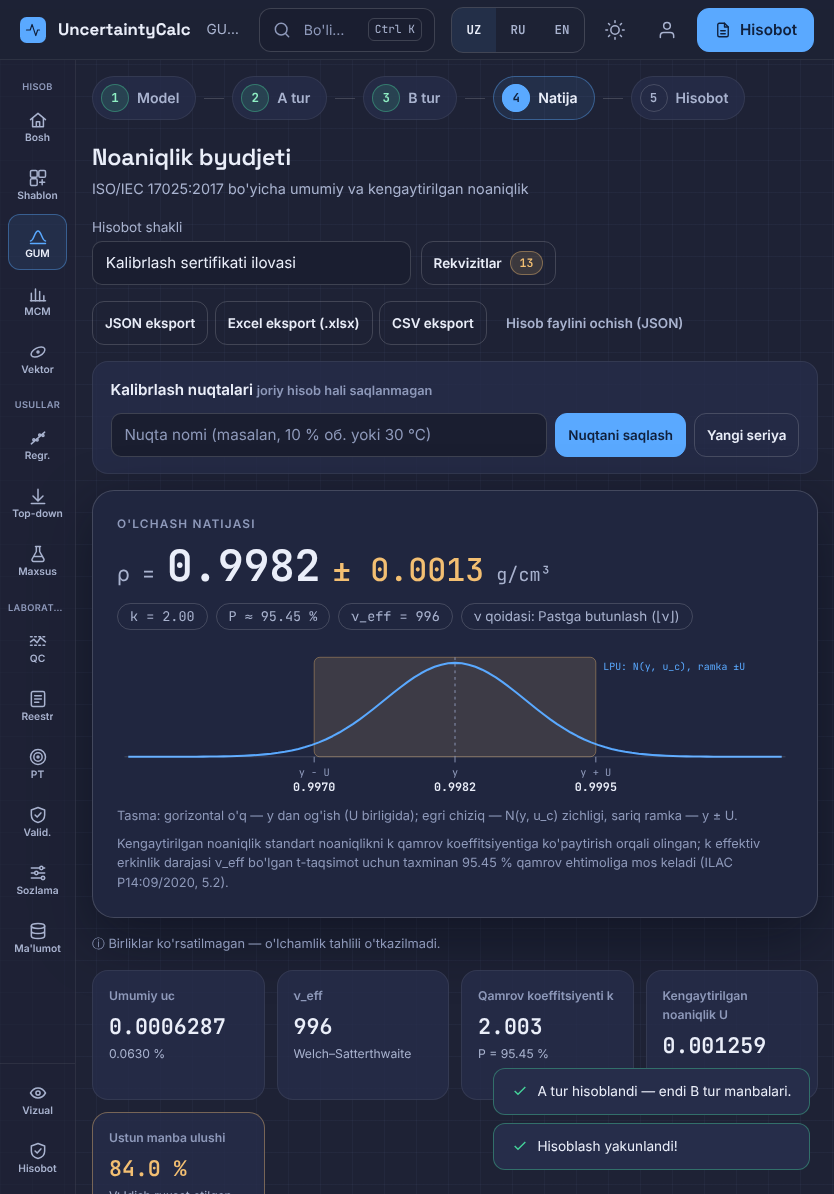 UncertaintyCalc GU... Bo'li... Ctrl K UZ RU EN Hisobot
HISOB
Bosh
Shablon
GUM
MCM
Vektor
USULLAR
Regr.
Top-down
Maxsus
LABORAT...
QC
Reestr
PT
Valid.
Sozlama
Ma'lumot
Vizual
Hisobot
1 Model 2 A tur 3 B tur 4 Natija 5 Hisobot
Noaniqlik byudjeti
ISO/IEC 17025:2017 bo'yicha umumiy va kengaytirilgan noaniqlik
Hisobot shakli
Kalibrlash sertifikati ilovasi Rekvizitlar 13
JSON eksport Excel eksport (.xlsx) CSV eksport Hisob faylini ochish (JSON)
Kalibrlash nuqtalari joriy hisob hali saqlanmagan
Nuqta nomi (masalan, 10 % об. yoki 30 °C) Nuqtani saqlash Yangi seriya
O'LCHASH NATIJASI
ρ = 0.9982 ± 0.0013 g/cm³
k = 2.00 P ≈ 95.45 % ν_eff = 996 ν qoidasi: Pastga butunlash (⌊ν⌋)
LPU: N(y, u_c), ramka ±U
y - U y y + U
0.9970 0.9982 0.9995
Tasma: gorizontal o'q — y dan og'ish (U birligida); egri chiziq — N(y, u_c) zichligi, sariq ramka — y ± U.
Kengaytirilgan noaniqlik standart noaniqlikni k qamrov koeffitsiyentiga ko'paytirish orqali olingan; k effektiv
erkinlik darajasi ν_eff bo'lgan t-taqsimot uchun taxminan 95.45 % qamrov ehtimoliga mos keladi (ILAC
P14:09/2020, 5.2).
ⓘ Birliklar ko'rsatilmagan — o'lchamlik tahlili o'tkazilmadi.
Umumiy uc
0.0006287
0.0630 %
ν_eff
996
Welch–Satterthwaite
Qamrov koeffitsiyenti k
2.003
P = 95.45 %
Kengaytirilgan
noaniqlik U
0.001259
Ustun manba ulushi
84.0 %
A tur hisoblandi — endi B tur manbalari.
Hisoblash yakunlandi!